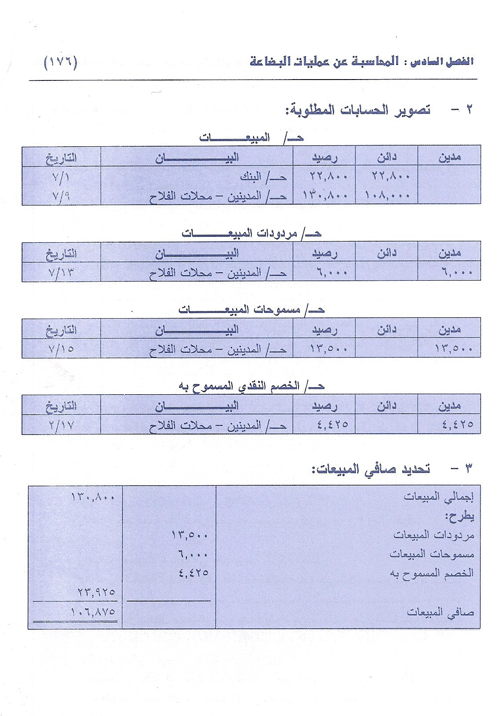 الفصل السادس : المحاسبة عن عمليات البضاعة (١٧٦)
٢ - تصوير الحسابات المطلوبة:
حـ/ المبيعـــــات
مدين دائن رصيد البيـــــان التاريخ
٢٢,٨٠٠ ٢٢,٨٠٠ حـ/ البنك ٧/١
١٠٨,٠٠٠ ١٣٠,٨٠٠ حـ/ المدينين – محلات الفلاح ٧/٩
حـ/ مردودات المبيعـــــات
مدين دائن رصيد البيـــــان التاريخ
٦,٠٠٠ ٦,٠٠٠ حـ/ المدينين – محلات الفلاح ٧/١٣
حـ/ مسموحات المبيعـــــات
مدين دائن رصيد البيـــــان التاريخ
١٣,٥٠٠ ١٣,٥٠٠ حـ/ المدينين – محلات الفلاح ٧/١٥
حـ/ الخصم النقدي المسموح به
مدين دائن رصيد البيـــــان التاريخ
٤,٤٢٥ ٤,٤٢٥ حـ/ المدينين – محلات الفلاح ٢/١٧
٣ - تحديد صافي المبيعات:
إجمالي المبيعات ١٣٠,٨٠٠
يطرح:
مردودات المبيعات ١٣,٥٠٠
مسموحات المبيعات ٦,٠٠٠
الخصم المسموح به ٤,٤٢٥
٢٣,٩٢٥
صافي المبيعات ١٠٦,٨٧٥